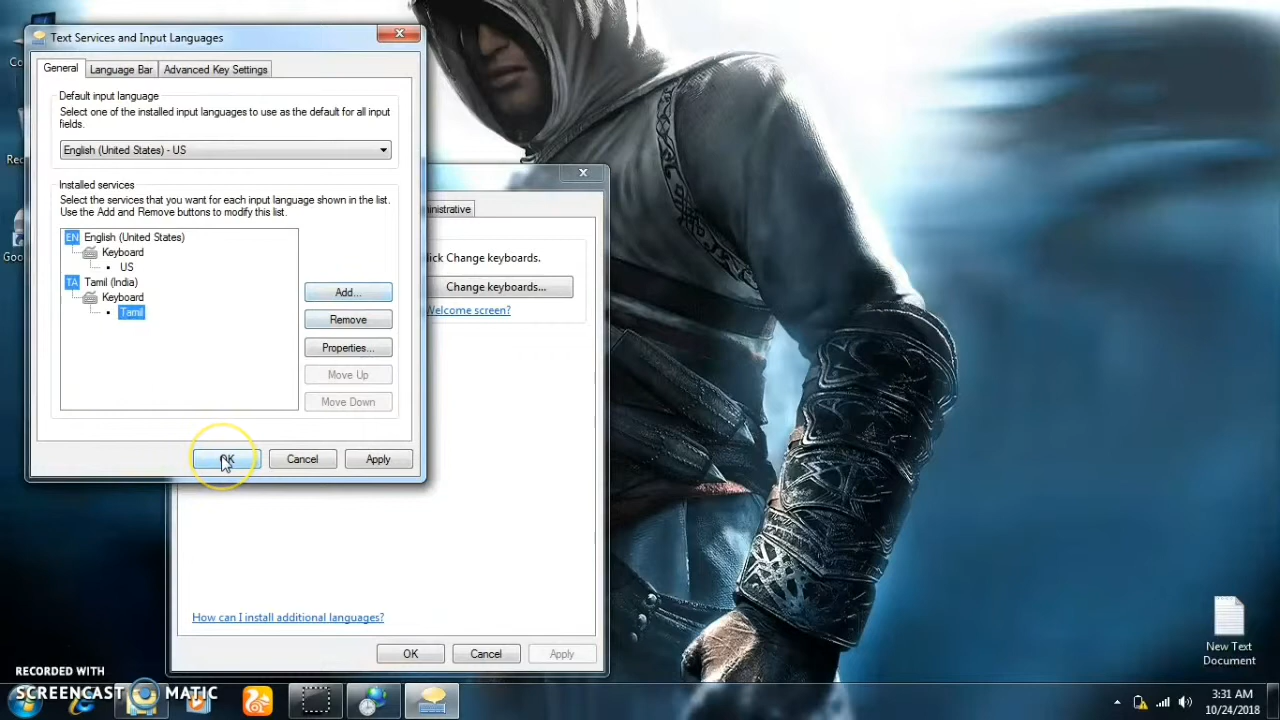 Text Services and Input Languages
General
Language Bar
Advanced Key Settings
Default input language
Select one of the installed input languages to use as the default for all input
fields.
English (United States) - US
Installed services
Select the services that you want for each input language shown in the list.
Use the Add and Remove buttons to modify this list.
EN English (United States)
Keyboard
US
TA Tamil (India)
Keyboard
Tamil
Add...
Remove
Properties...
Move Up
Move Down
OK
Cancel
Apply
Change keyboards.
Change keyboards...
Welcome screen?
How can I install additional languages?
OK
Cancel
Apply
New Text
Document
RECORDED WITH
SCREENCAST MATIC
3:31 AM
10/24/2018